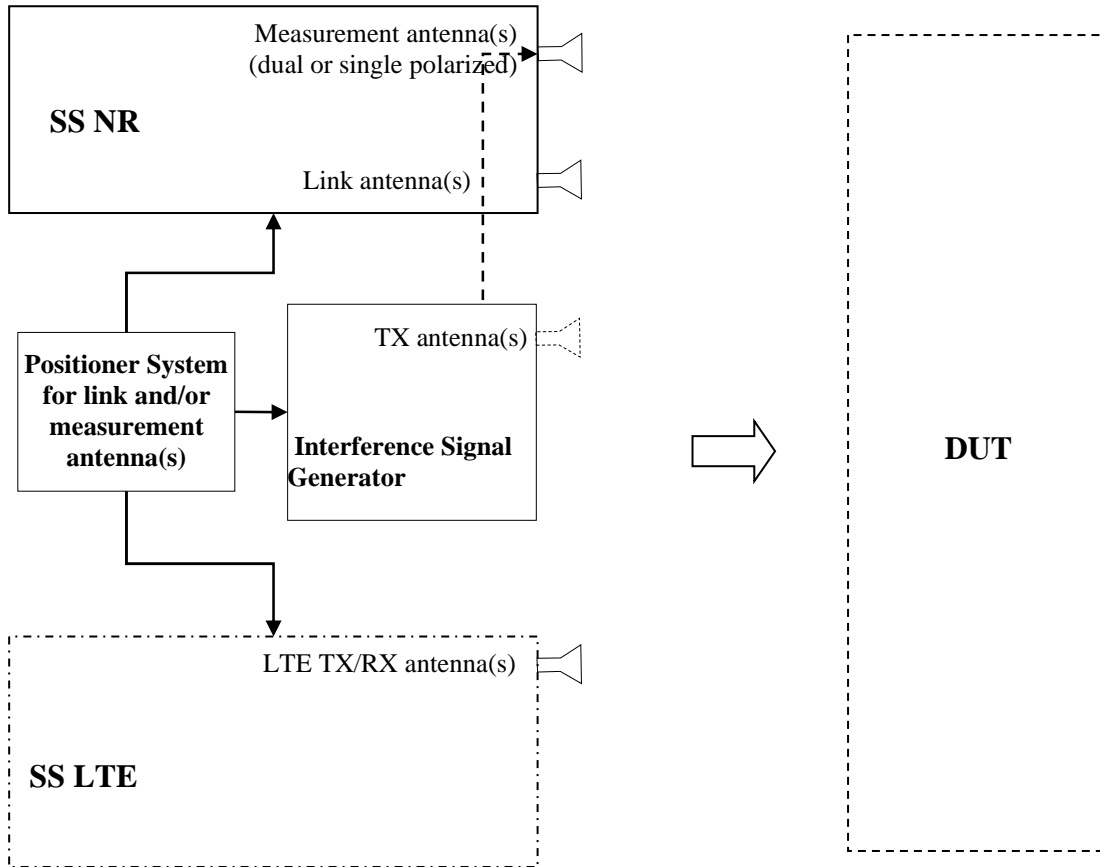 Measurement antenna(s)
(dual or single polarized)
SS NR
Link antenna(s)
TX antenna(s)
Positioner System
for link and/or
measurement
antenna(s)
Interference Signal
Generator
DUT
LTE TX/RX antenna(s)
SS LTE